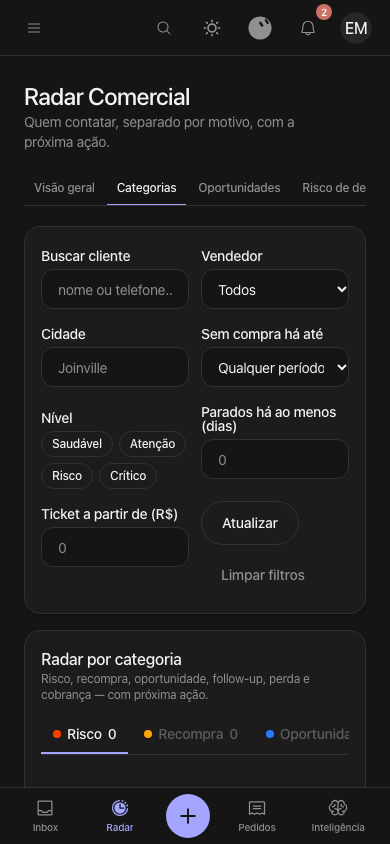 2
EM
Radar Comercial
Quem contatar, separado por motivo, com a
próxima ação.
Visão geral Categorias Oportunidades Risco de de
Buscar cliente Vendedor
nome ou telefone.. Todos
Cidade Sem compra há até
Joinville Qualquer período
Nível
Saudável Atenção
Risco Crítico
Parados há ao menos
(dias)
0
Ticket a partir de (R$)
0
Atualizar
Limpar filtros
Radar por categoria
Risco, recompra, oportunidade, follow-up, perda e
cobrança — com próxima ação.
Risco 0 Recompra 0 Oportunida
Inbox Radar Pedidos Inteligência